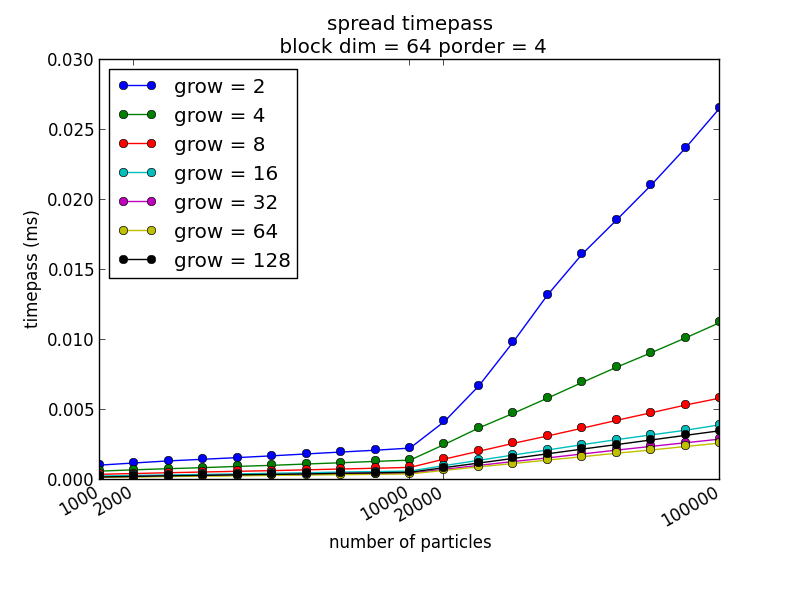 spread timepass
block dim = 64 porder = 4
0.030
0.025
0.020
0.015
0.010
0.005
0.000
timepass (ms)
grow = 2
grow = 4
grow = 8
grow = 16
grow = 32
grow = 64
grow = 128
1000
2000
10000
20000
100000
number of particles